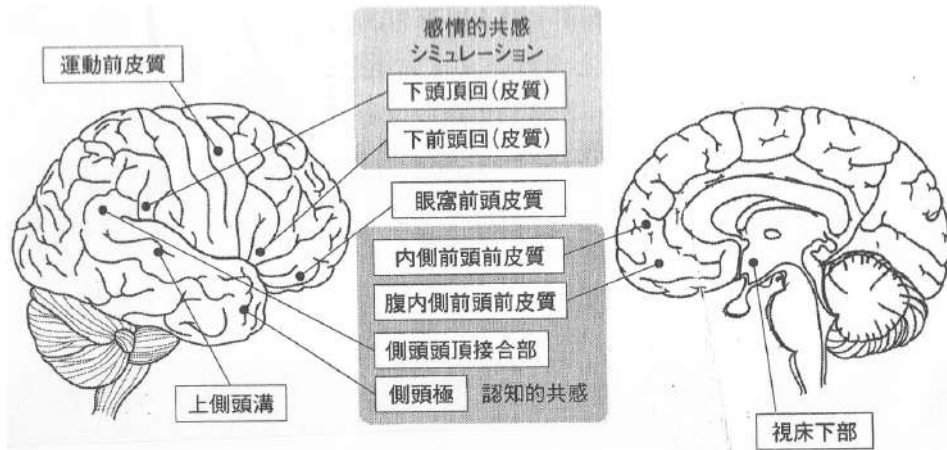 感情的共感
シミュレーション
運動前皮質
下頭頂回(皮質)
下前頭回(皮質)
眼窩前頭皮質
内側前頭前皮質
腹内側前頭前皮質
側頭頭頂接合部
側頭極 認知的共感
上側頭溝
視床下部